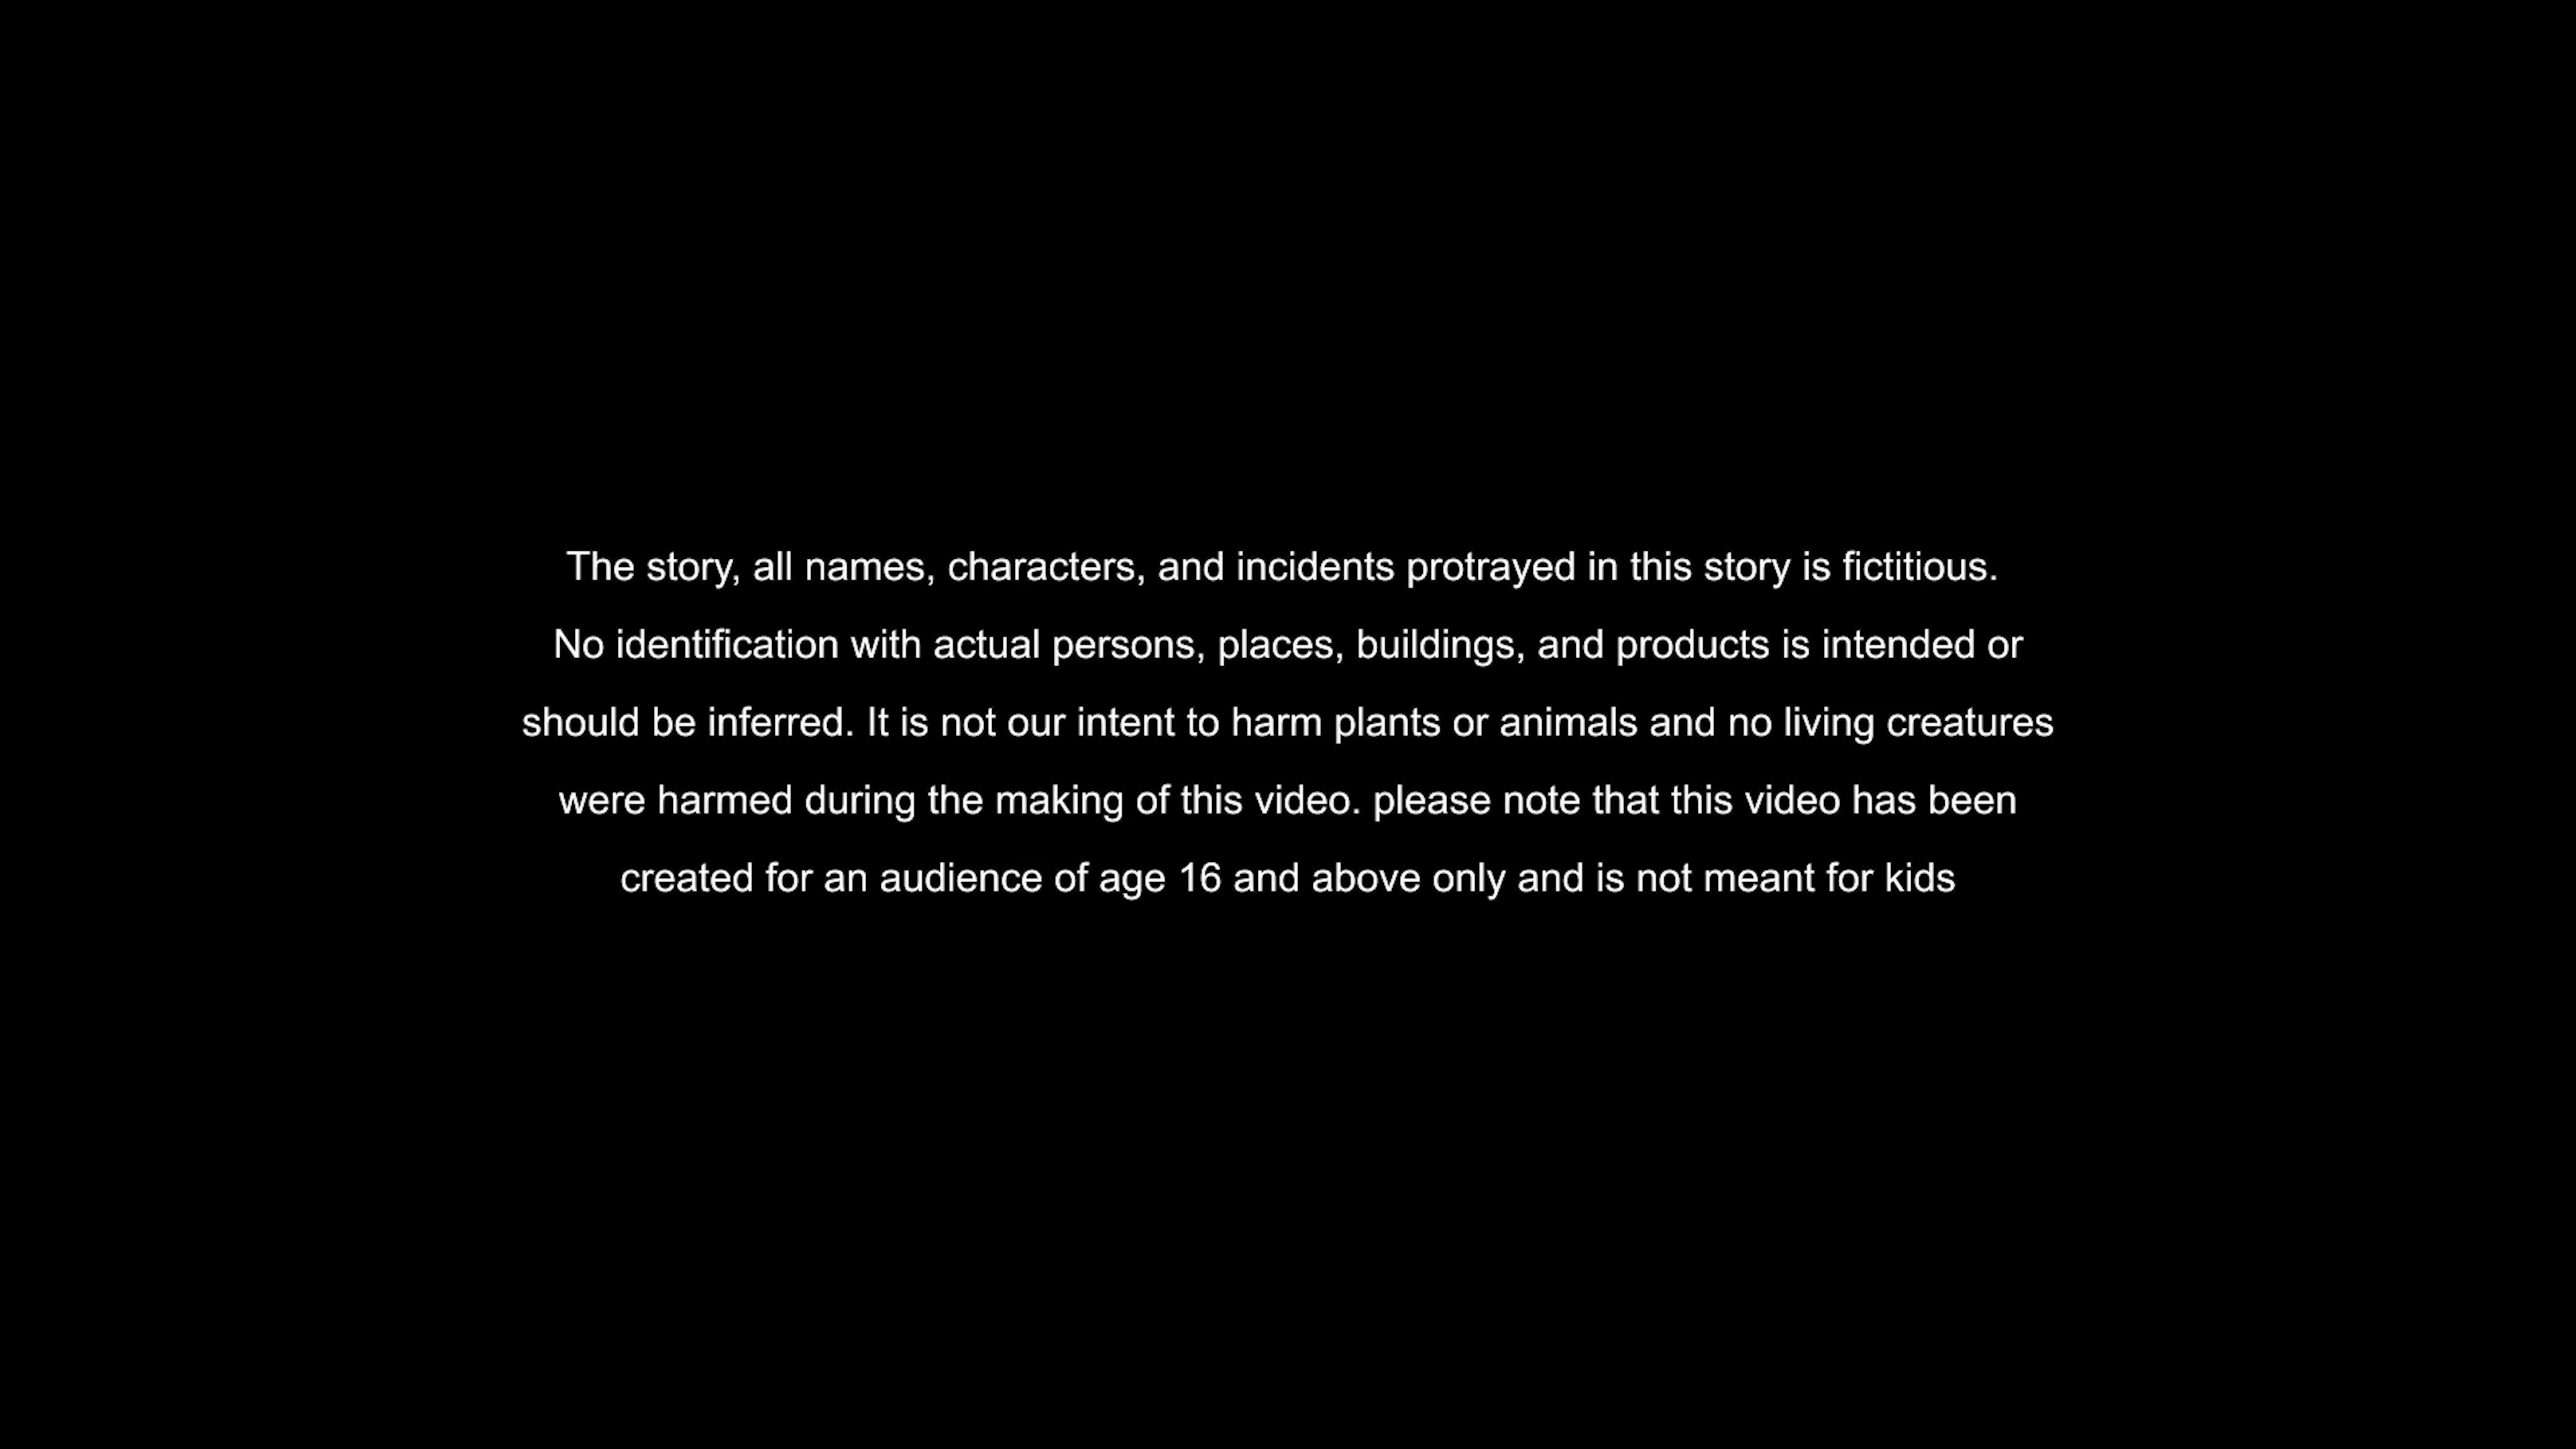 The story, all names, characters, and incidents protrayed in this story is fictitious.
No identification with actual persons, places, buildings, and products is intended or
should be inferred. It is not our intent to harm plants or animals and no living creatures
were harmed during the making of this video. please note that this video has been
created for an audience of age 16 and above only and is not meant for kids